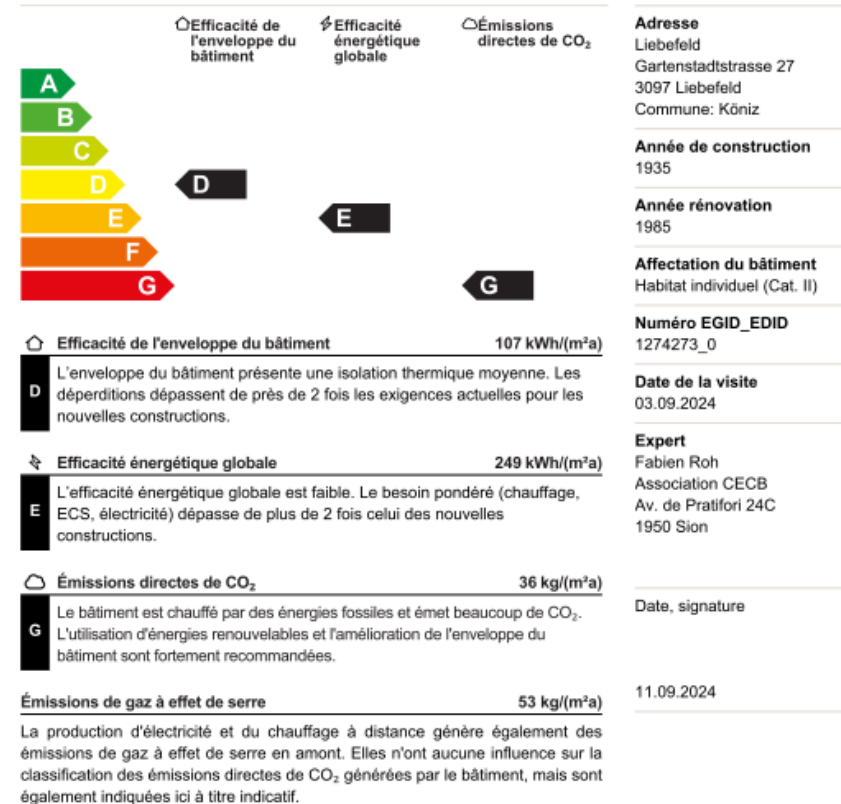 Efficacité de
l'enveloppe du
bâtiment
Efficacité
énergétique
globale
Émissions
directes de CO₂
A
B
C
D
E
F
G
D
E
G
Efficacité de l'enveloppe du bâtiment 107 kWh/(m²a)
D
L'enveloppe du bâtiment présente une isolation thermique moyenne. Les
déperditions dépassent de près de 2 fois les exigences actuelles pour les
nouvelles constructions.
Efficacité énergétique globale 249 kWh/(m²a)
E
L'efficacité énergétique globale est faible. Le besoin pondéré (chauffage,
ECS, électricité) dépasse de plus de 2 fois celui des nouvelles
constructions.
Émissions directes de CO₂ 36 kg/(m²a)
G
Le bâtiment est chauffé par des énergies fossiles et émet beaucoup de CO₂.
L'utilisation d'énergies renouvelables et l'amélioration de l'enveloppe du
bâtiment sont fortement recommandées.
Émissions de gaz à effet de serre 53 kg/(m²a)
La production d'électricité et du chauffage à distance génère également des
émissions de gaz à effet de serre en amont. Elles n'ont aucune influence sur la
classification des émissions directes de CO₂ générées par le bâtiment, mais sont
également indiquées ici à titre indicatif.
Adresse
Liebefeld
Gartenstadtstrasse 27
3097 Liebefeld
Commune: Köniz
Année de construction
1935
Année rénovation
1985
Affectation du bâtiment
Habitat individuel (Cat. II)
Numéro EGID_EDID
1274273_0
Date de la visite
03.09.2024
Expert
Fabien Roh
Association CECB
Av. de Pratifori 24C
1950 Sion
Date, signature
11.09.2024